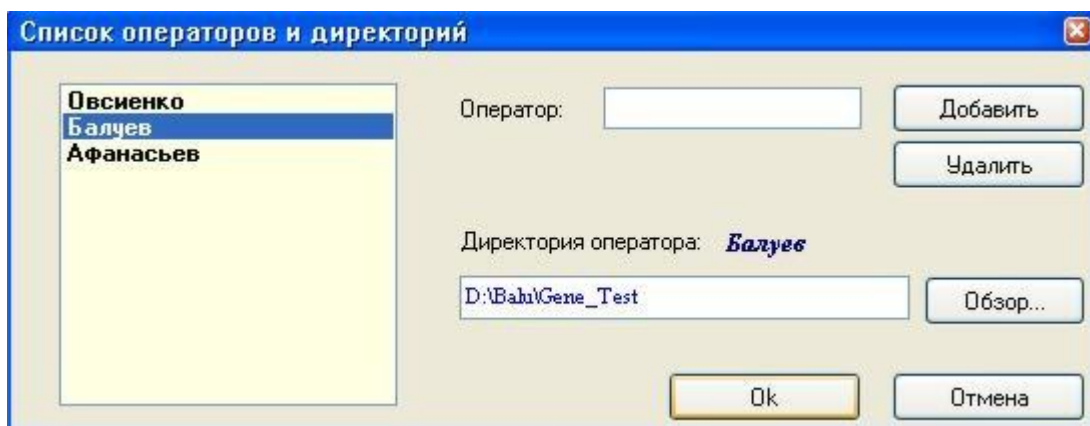 Список операторов и директорий
Овсиенко
Балуев
Афанасьев
Оператор:
Добавить
Удалить
Директория оператора: Балуев
D:\Balu\Gene_Test
Обзор...
Ok
Отмена